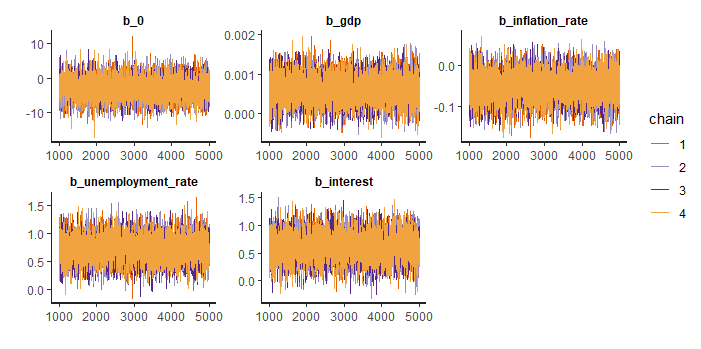 b_0
b_gdp
b_inflation_rate
10
0
-10
0.002
0.001
0.000
0.0
-0.1
1000 2000 3000 4000 5000
1000 2000 3000 4000 5000
1000 2000 3000 4000 5000
b_unemployment_rate
b_interest
1.5
1.0
0.5
0.0
1.5
1.0
0.5
0.0
1000 2000 3000 4000 5000
1000 2000 3000 4000 5000
chain
1
2
3
4